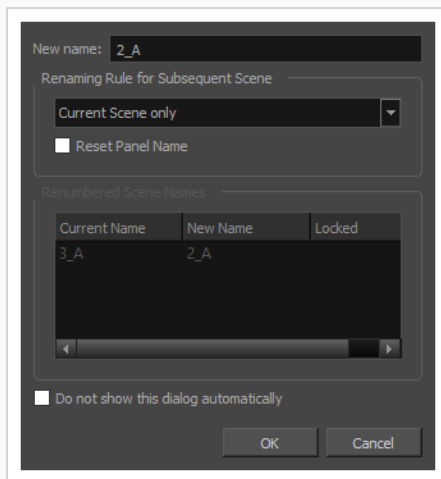 New name: 2_A
Renaming Rule for Subsequent Scene
Current Scene only
Reset Panel Name
Renumbered Scene Names
Current Name New Name Locked
3_A 2_A
Do not show this dialog automatically
OK Cancel